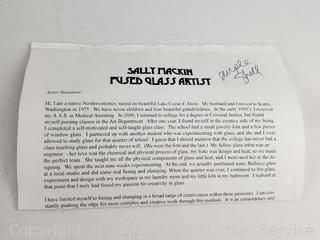 SALLY MACKIN
FUSED GLASS ARTIST
purple
shell
Artist Statement
Hi, I am a native Northwesterner, raised on beautiful Lake Coeur d' Alene. My husband and I moved to Seattle,
Washington in 1975. We have seven children and four beautiful grandchildren. In the early 1990's, I received
my A.A.S. in Medical Assisting. In 2000, I returned to college for a degree in Criminal Justice, but found
myself pursing classes in the Art Department. After one year, I found myself in the creative side of my being.
I completed a self-motivated and self-taught glass class. The school had a small jewelry kiln and a few pieces
of window glass. I partnered up with another student who was experimenting with glass, and she and I were
allowed to study glass for that quarter of school. I guess that I should mention that the college has never had a
class teaching glass and probably never will. (We were the first and the last.) My fellow glass artist was an
engineer - her love was the chemical and physical process of glass, my forte was design and heat, so we made
the perfect team. She taught me all the physical components of glass and heat, and I motivated her in the de-
signing. We spent the next nine weeks experimenting. At the end, we actually purchased some Bullseye glass
at a local studio and did some real fusing and slumping. When the quarter was over, I continued to fire glass,
experiment and design with my workspace in my laundry room and my little kiln in my bathroom. I realized at
that point that I truly had found my passion for creativity in glass.
I have limited myself to fusing and slumping in a broad range of creativeness within those processes. I am con-
stantly pushing the edge for more complex and creative work through this medium. It is an extraordinary and
Copyright